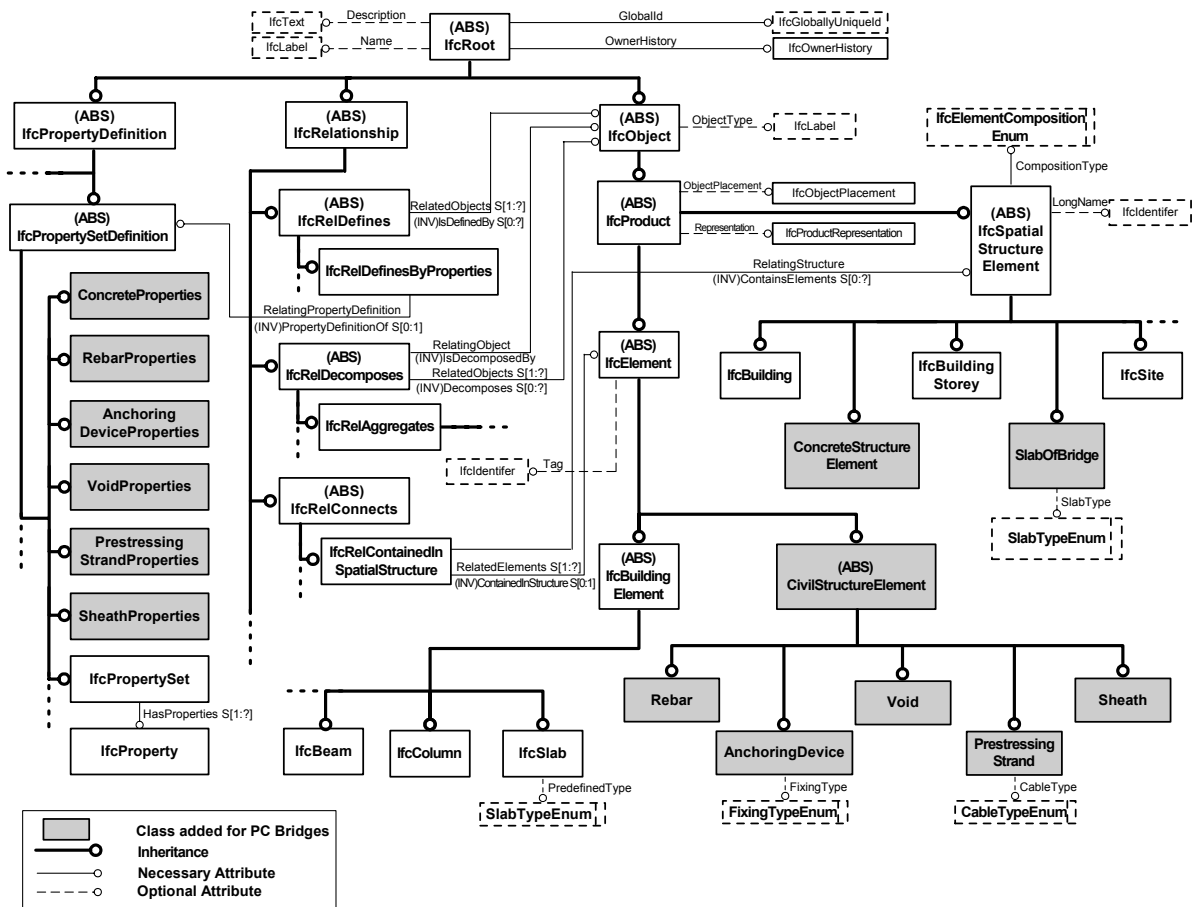 IfcText
Description
(ABS)
IfcRoot
GlobalId
IfcGloballyUniqueId
IfcLabel
Name
OwnerHistory
IfcOwnerHistory
(ABS)
IfcPropertyDefinition
(ABS)
IfcRelationship
(ABS)
IfcObject
ObjectType
IfcLabel
IfcElementComposition
Enum
CompositionType
(ABS)
IfcPropertySetDefinition
(ABS)
IfcRelDefines
RelatedObjects S[1:?]
(INV)IsDefinedBy S[0:?]
(ABS)
IfcProduct
ObjectPlacement
IfcObjectPlacement
Representation
IfcProductRepresentation
(ABS)
IfcSpatial
Structure
Element
LongName
IfcIdentifer
IfcRelDefinesByProperties
RelatingStructure
(INV)ContainsElements S[0:?]
RelatingPropertyDefinition
(INV)PropertyDefinitionOf S[0:1]
ConcreteProperties
RebarProperties
Anchoring
DeviceProperties
VoidProperties
Prestressing
StrandProperties
SheathProperties
IfcPropertySet
HasProperties S[1:?]
IfcProperty
(ABS)
IfcRelDecomposes
RelatingObject
(INV)IsDecomposedBy
RelatedObjects S[1:?]
(INV)Decomposes S[0:?]
(ABS)
IfcElement
IfcRelAggregates
IfcIdentifer
Tag
IfcBuilding
IfcBuilding
Storey
IfcSite
ConcreteStructure
Element
SlabOfBridge
SlabType
SlabTypeEnum
(ABS)
IfcRelConnects
IfcRelContainedIn
SpatialStructure
RelatedElements S[1:?]
(INV)ContainedInStructure S[0:1]
(ABS)
IfcBuilding
Element
(ABS)
CivilStructureElement
Rebar
Void
Sheath
IfcBeam
IfcColumn
IfcSlab
PredefinedType
SlabTypeEnum
AnchoringDevice
FixingType
FixingTypeEnum
Prestressing
Strand
CableType
CableTypeEnum
Class added for PC Bridges
Inheritance
Necessary Attribute
Optional Attribute